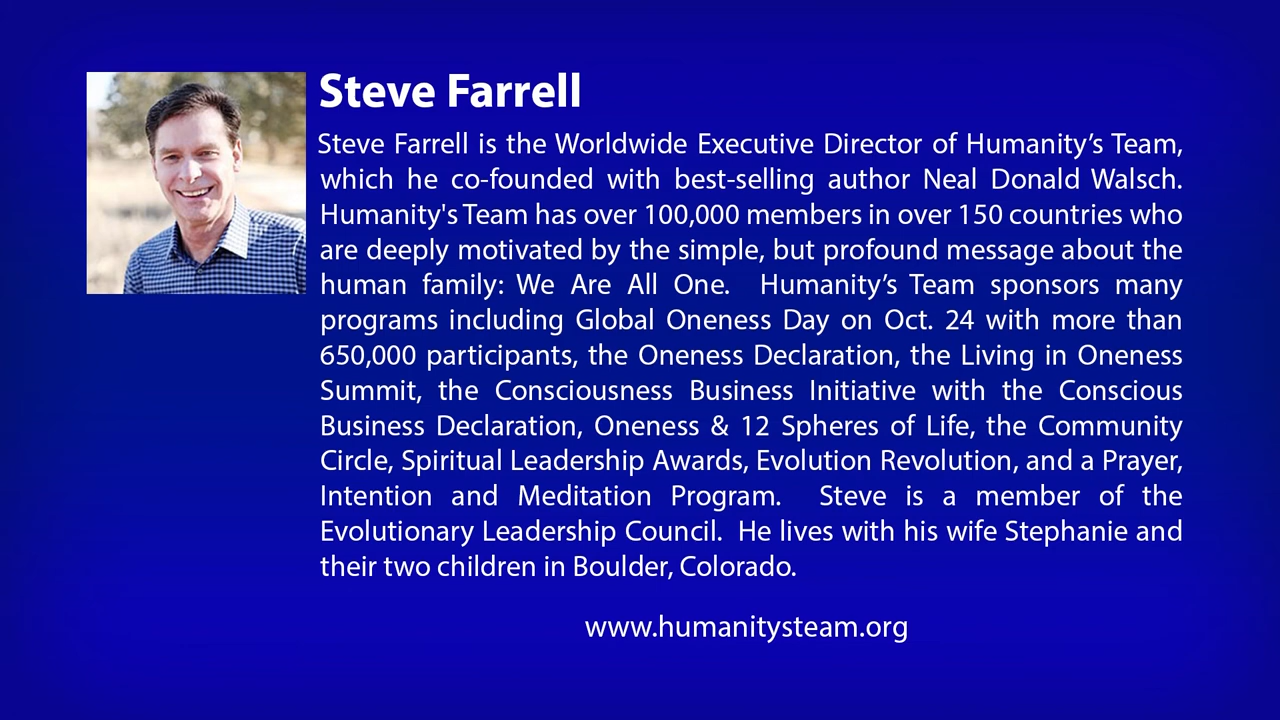 Steve Farrell
Steve Farrell is the Worldwide Executive Director of Humanity’s Team,
which he co-founded with best-selling author Neal Donald Walsch.
Humanity's Team has over 100,000 members in over 150 countries who
are deeply motivated by the simple, but profound message about the
human family: We Are All One.  Humanity’s Team sponsors many
programs including Global Oneness Day on Oct. 24 with more than
650,000 participants, the Oneness Declaration, the Living in Oneness
Summit, the Consciousness Business Initiative with the Conscious
Business Declaration, Oneness & 12 Spheres of Life, the Community
Circle, Spiritual Leadership Awards, Evolution Revolution, and a Prayer,
Intention and Meditation Program.  Steve is a member of the
Evolutionary Leadership Council.  He lives with his wife Stephanie and
their two children in Boulder, Colorado.
www.humanitysteam.org